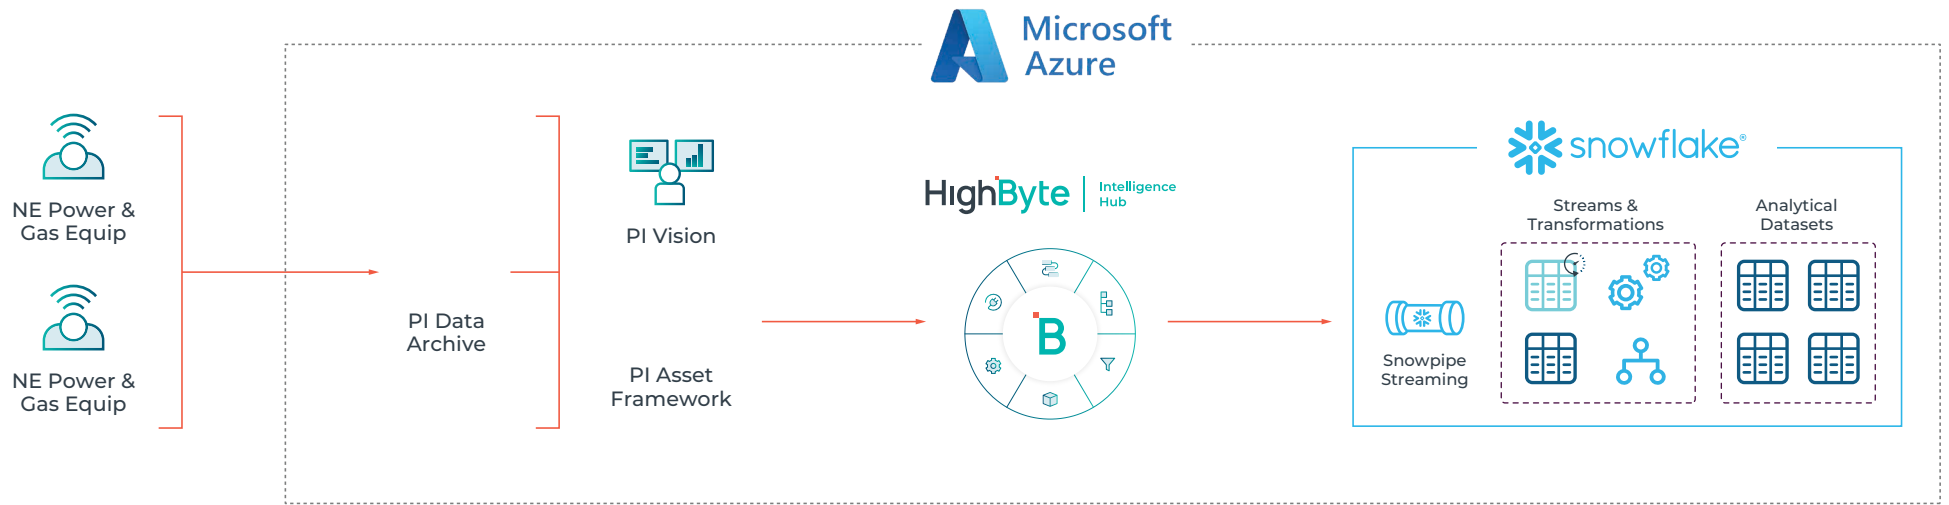 Microsoft
Azure
NE Power &
Gas Equip
NE Power &
Gas Equip
PI Data
Archive
PI Vision
PI Asset
Framework
HighByte
Intelligence
Hub
B
snowflake®
Snowpipe
Streaming
Streams &
Transformations
Analytical
Datasets